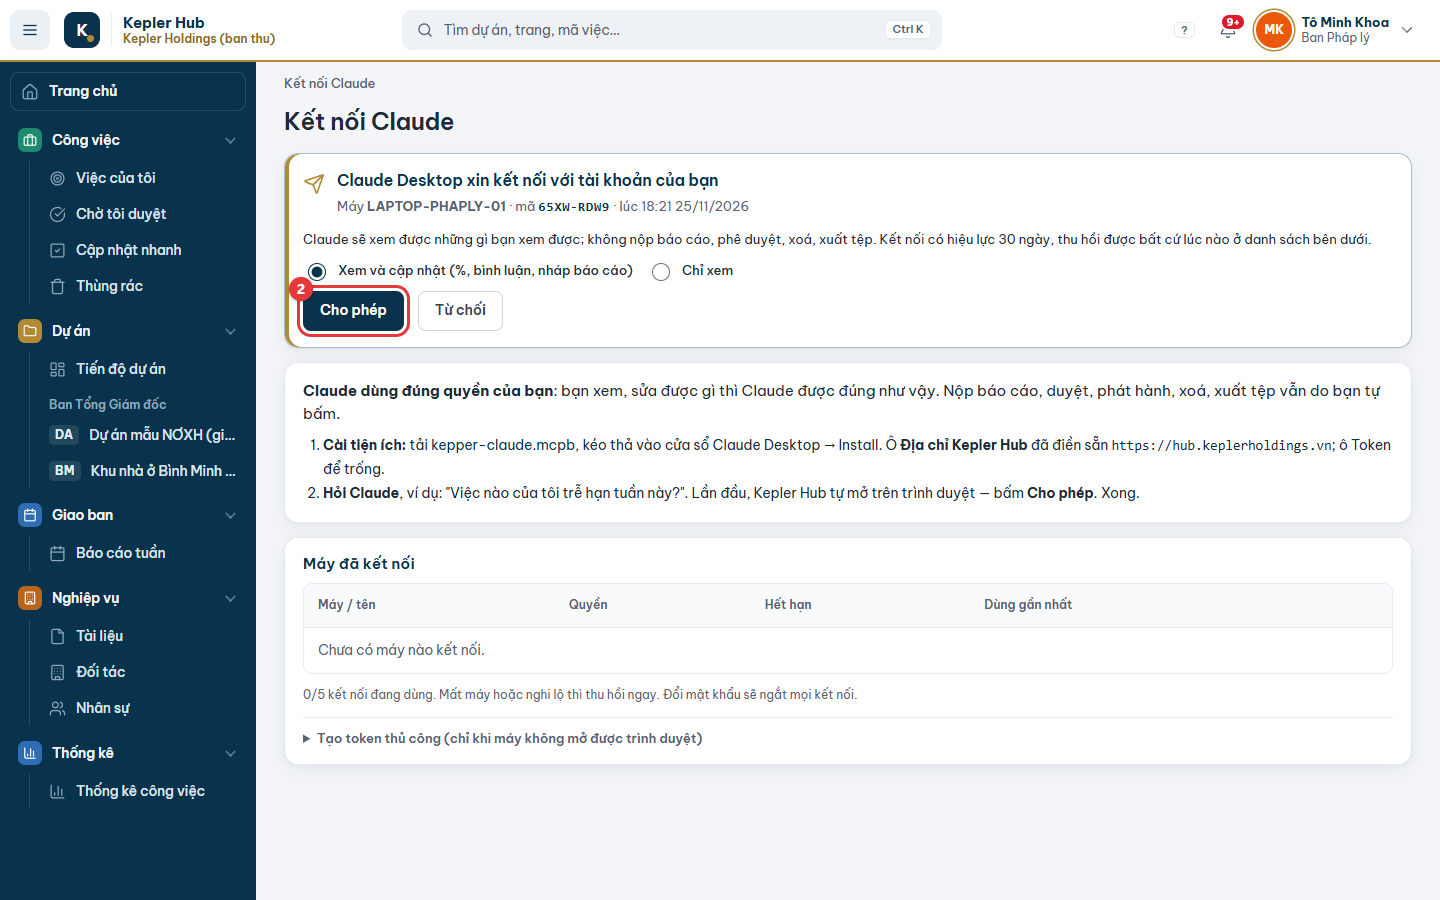 K
Kepler Hub
Kepler Holdings (ban thu)
Tìm dự án, trang, mã việc...
Ctrl K
?
9+
MK
Tô Minh Khoa
Ban Pháp lý
Trang chủ
Công việc
Việc của tôi
Chờ tôi duyệt
Cập nhật nhanh
Thùng rác
Dự án
Tiến độ dự án
Ban Tổng Giám đốc
DA Dự án mẫu NƠXH (gi...
BM Khu nhà ở Bình Minh ...
Giao ban
Báo cáo tuần
Nghiệp vụ
Tài liệu
Đối tác
Nhân sự
Thống kê
Thống kê công việc
Kết nối Claude
Kết nối Claude
Claude Desktop xin kết nối với tài khoản của bạn
Máy LAPTOP-PHAPLY-01 · mã 65XW-RDW9 · lúc 18:21 25/11/2026
Claude sẽ xem được những gì bạn xem được; không nộp báo cáo, phê duyệt, xoá, xuất tệp. Kết nối có hiệu lực 30 ngày, thu hồi được bất cứ lúc nào ở danh sách bên dưới.
Xem và cập nhật (%, bình luận, nháp báo cáo) Chỉ xem
2
Cho phép Từ chối
Claude dùng đúng quyền của bạn: bạn xem, sửa được gì thì Claude được đúng như vậy. Nộp báo cáo, duyệt, phát hành, xoá, xuất tệp vẫn do bạn tự
bấm.
1. Cài tiện ích: tải kepper-claude.mcpb, kéo thả vào cửa sổ Claude Desktop → Install. Ô Địa chỉ Kepler Hub đã điền sẵn https://hub.keplerholdings.vn; ô Token
để trống.
2. Hỏi Claude, ví dụ: "Việc nào của tôi trễ hạn tuần này?". Lần đầu, Kepler Hub tự mở trên trình duyệt — bấm Cho phép. Xong.
Máy đã kết nối
Máy / tên Quyền Hết hạn Dùng gần nhất
Chưa có máy nào kết nối.
0/5 kết nối đang dùng. Mất máy hoặc nghi lộ thì thu hồi ngay. Đổi mật khẩu sẽ ngắt mọi kết nối.
Tạo token thủ công (chỉ khi máy không mở được trình duyệt)